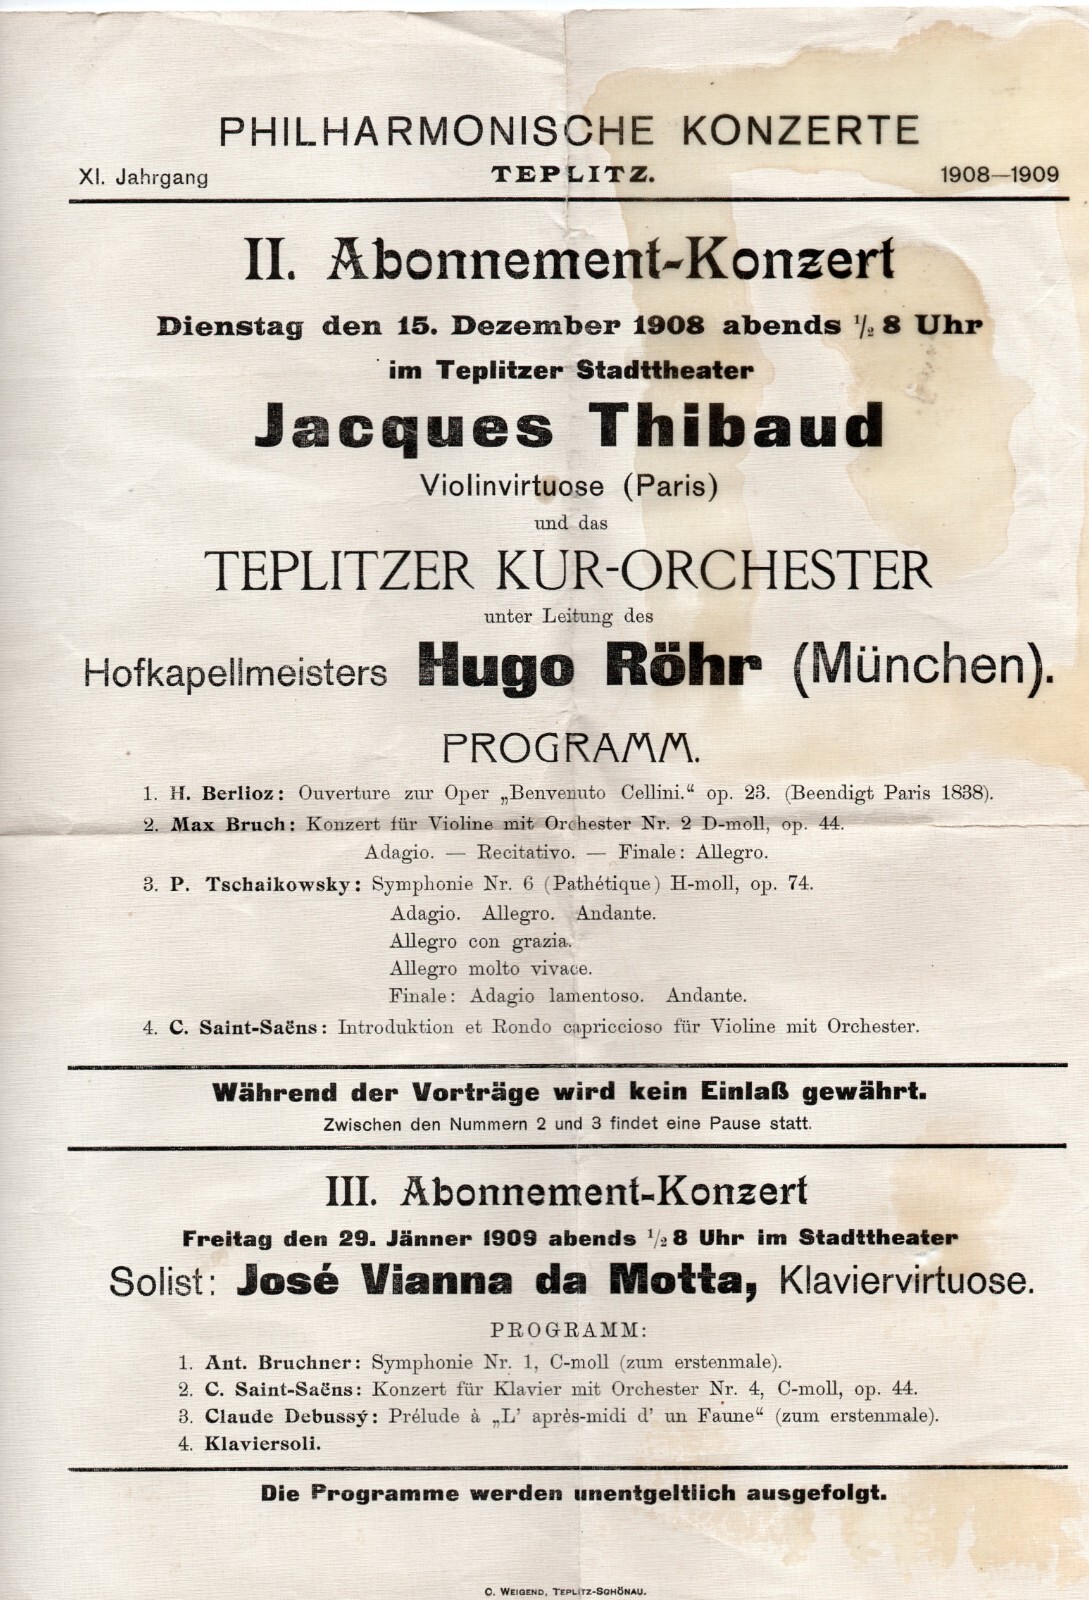 PHILHARMONISCHE KONZERTE
XI. Jahrgang TEPLITZ. 1908—1909
II. Abonnement-Konzert
Dienstag den 15. Dezember 1908 abends 1/2 8 Uhr
im Teplitzer Stadttheater
Jacques Thibaud
Violinvirtuose (Paris)
und das
TEPLITZER KUR-ORCHESTER
unter Leitung des
Hofkapellmeisters Hugo Röhr (München).
PROGRAMM.
1. H. Berlioz: Ouverture zur Oper „Benvenuto Cellini.“ op. 23. (Beendigt Paris 1838).
2. Max Bruch: Konzert für Violine mit Orchester Nr. 2 D-moll, op. 44.
Adagio. — Recitativo. — Finale: Allegro.
3. P. Tschaikowsky: Symphonie Nr. 6 (Pathétique) H-moll, op. 74.
Adagio. Allegro. Andante.
Allegro con grazia.
Allegro molto vivace.
Finale: Adagio lamentoso. Andante.
4. C. Saint-Saëns: Introduktion et Rondo capriccioso für Violine mit Orchester.
Während der Vorträge wird kein Einlaß gewährt.
Zwischen den Nummern 2 und 3 findet eine Pause statt.
III. Abonnement-Konzert
Freitag den 29. Jänner 1909 abends 1/2 8 Uhr im Stadttheater
Solist: José Vianna da Motta, Klaviervirtuose.
PROGRAMM:
1. Ant. Bruchner: Symphonie Nr. 1, C-moll (zum erstenmale).
2. C. Saint-Saëns: Konzert für Klavier mit Orchester Nr. 4, C-moll, op. 44.
3. Claude Debussý: Prélude à „L' après-midi d' un Faune“ (zum erstenmale).
4. Klaviersoli.
Die Programme werden unentgeltlich ausgefolgt.
C. WEIGEND, TEPLITZ-SCHÖNAU.